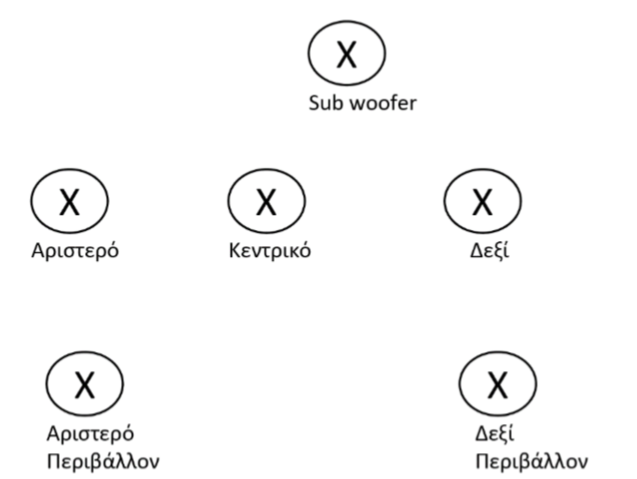 X
Sub woofer
X X X
Αριστερό Κεντρικό Δεξί
X X
Αριστερό Δεξί
Περιβάλλον Περιβάλλον